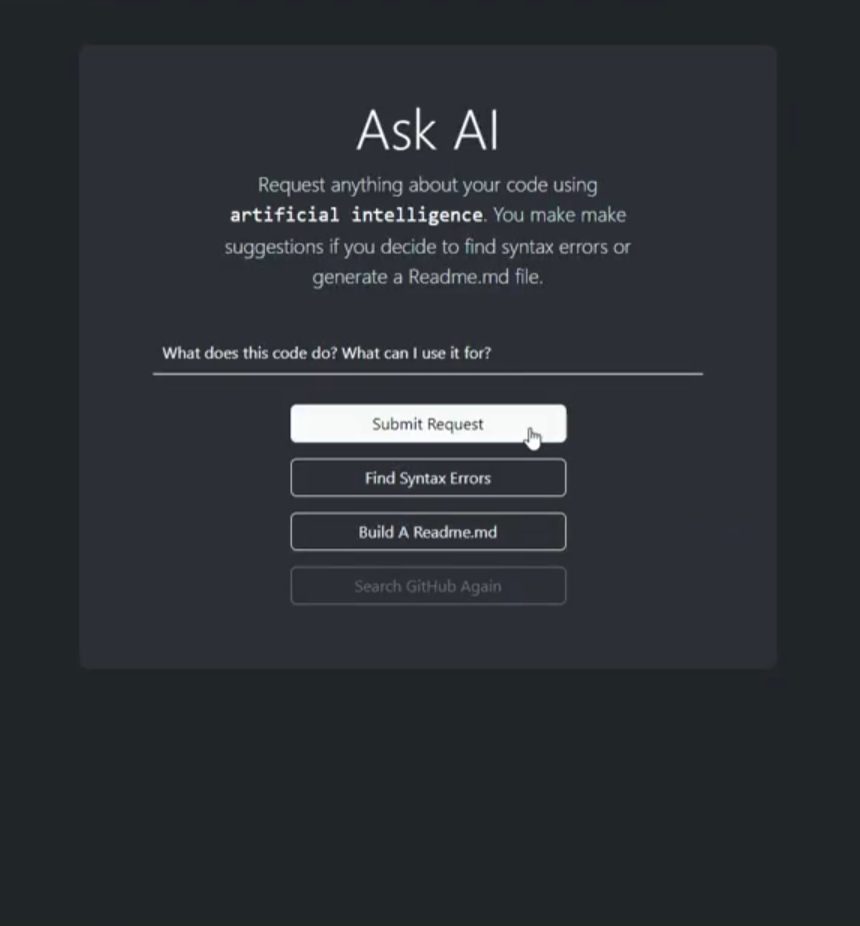 Ask AI
Request anything about your code using
artificial intelligence. You make make
suggestions if you decide to find syntax errors or
generate a Readme.md file.
What does this code do? What can I use it for?
Submit Request
Find Syntax Errors
Build A Readme.md
Search GitHub Again